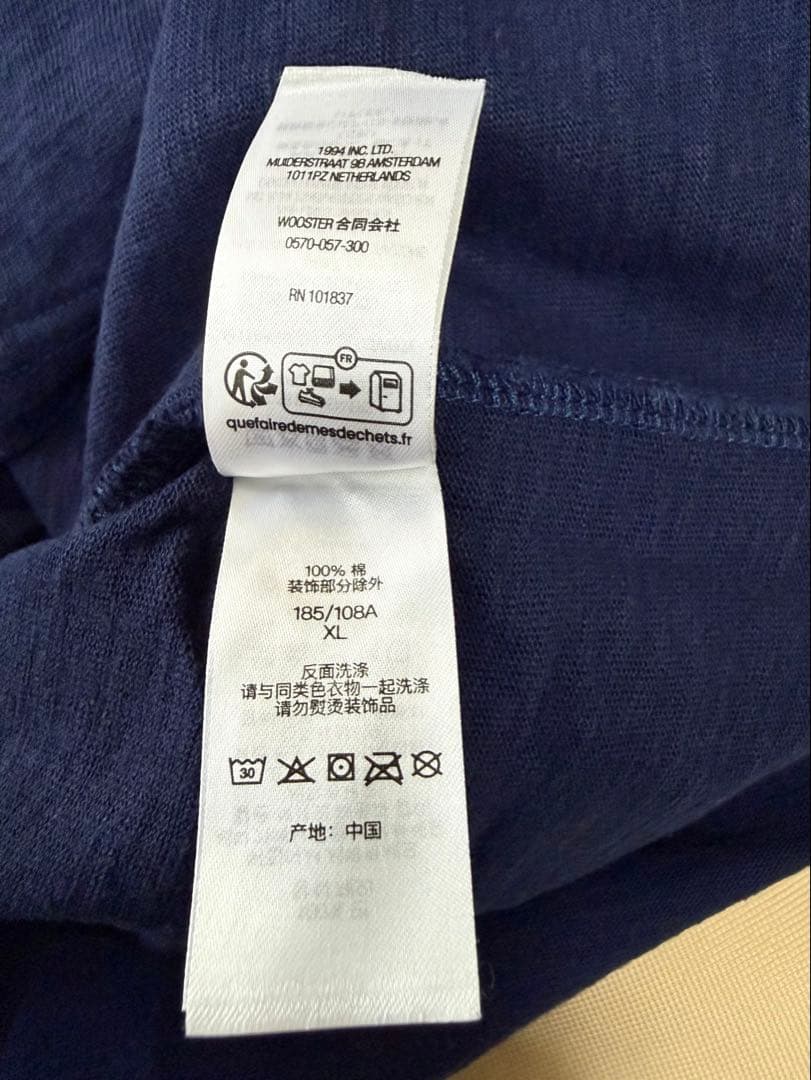 1994 INC. LTD.
MUIDERSTRAAT 9B AMSTERDAM
1011PZ NETHERLANDS
WOOSTER 合同会社
0570-057-300
RN 101837
FR
quefairedemesdechets.fr
100% 棉
装饰部分除外
185/108A
XL
反面洗涤
请与同类色衣物一起洗涤
请勿熨烫装饰品
30
产地: 中国